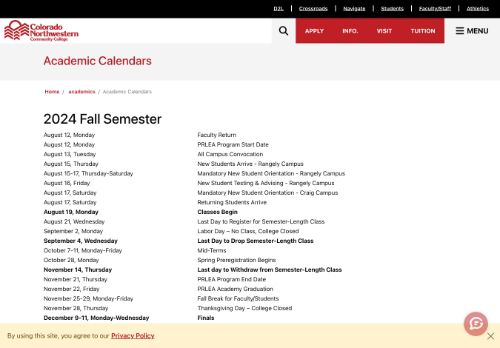 D2L | Crossroads | Navigate | Students | Faculty/Staff | Athletics
Colorado
Northwestern
Community College
APPLY INFO. VISIT TUITION MENU
Academic Calendars
Home / academics / Academic Calendars
2024 Fall Semester
August 12, Monday Faculty Return
August 12, Monday PRLEA Program Start Date
August 13, Tuesday All Campus Convocation
August 15, Thursday New Students Arrive - Rangely Campus
August 15-17, Thursday-Saturday Mandatory New Student Orientation - Rangely Campus
August 16, Friday New Student Testing & Advising - Rangely Campus
August 17, Saturday Mandatory New Student Orientation - Craig Campus
August 17, Saturday Returning Students Arrive
August 19, Monday Classes Begin
August 21, Wednesday Last Day to Register for Semester-Length Class
September 2, Monday Labor Day – No Class, College Closed
September 4, Wednesday Last Day to Drop Semester-Length Class
October 7-11, Monday-Friday Mid-Terms
October 28, Monday Spring Preregistration Begins
November 14, Thursday Last day to Withdraw from Semester-Length Class
November 21, Thursday PRLEA Program End Date
November 22, Friday PRLEA Academy Graduation
November 25-29, Monday-Friday Fall Break for Faculty/Students
November 28, Thursday Thanksgiving Day – College Closed
December 9-11, Monday-Wednesday Finals
By using this site, you agree to our Privacy Policy